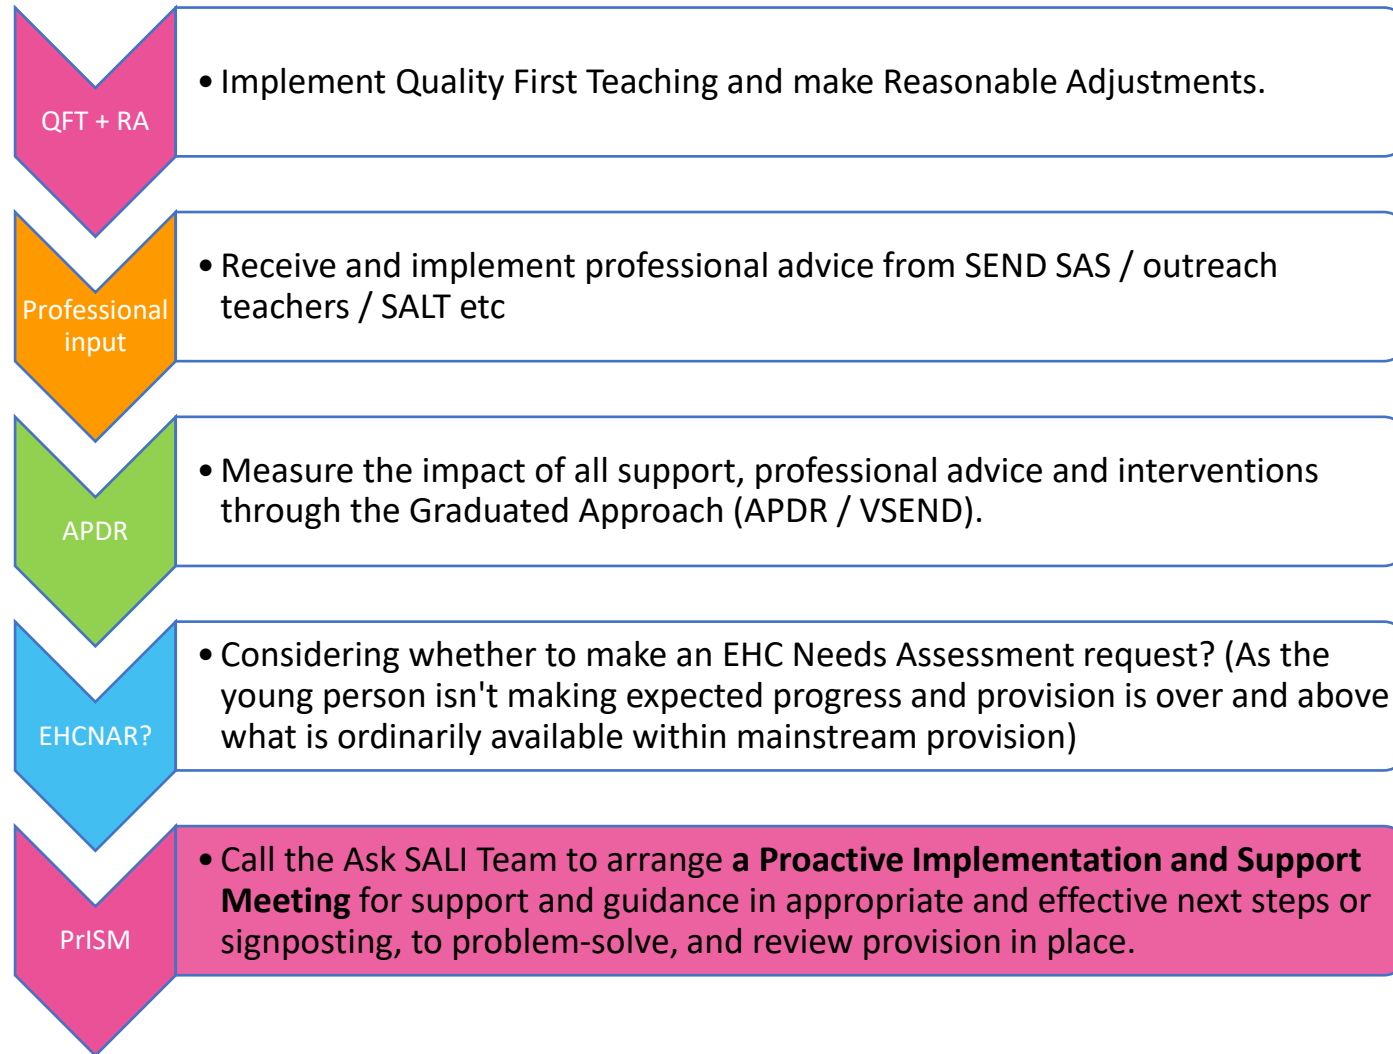 QFT + RA
• Implement Quality First Teaching and make Reasonable Adjustments.
Professional
input
• Receive and implement professional advice from SEND SAS / outreach
teachers / SALT etc
APDR
• Measure the impact of all support, professional advice and interventions
through the Graduated Approach (APDR / VSEND).
EHCNAR?
• Considering whether to make an EHC Needs Assessment request? (As the
young person isn't making expected progress and provision is over and above
what is ordinarily available within mainstream provision)
PrISM
• Call the Ask SALI Team to arrange a Proactive Implementation and Support
Meeting for support and guidance in appropriate and effective next steps or
signposting, to problem-solve, and review provision in place.